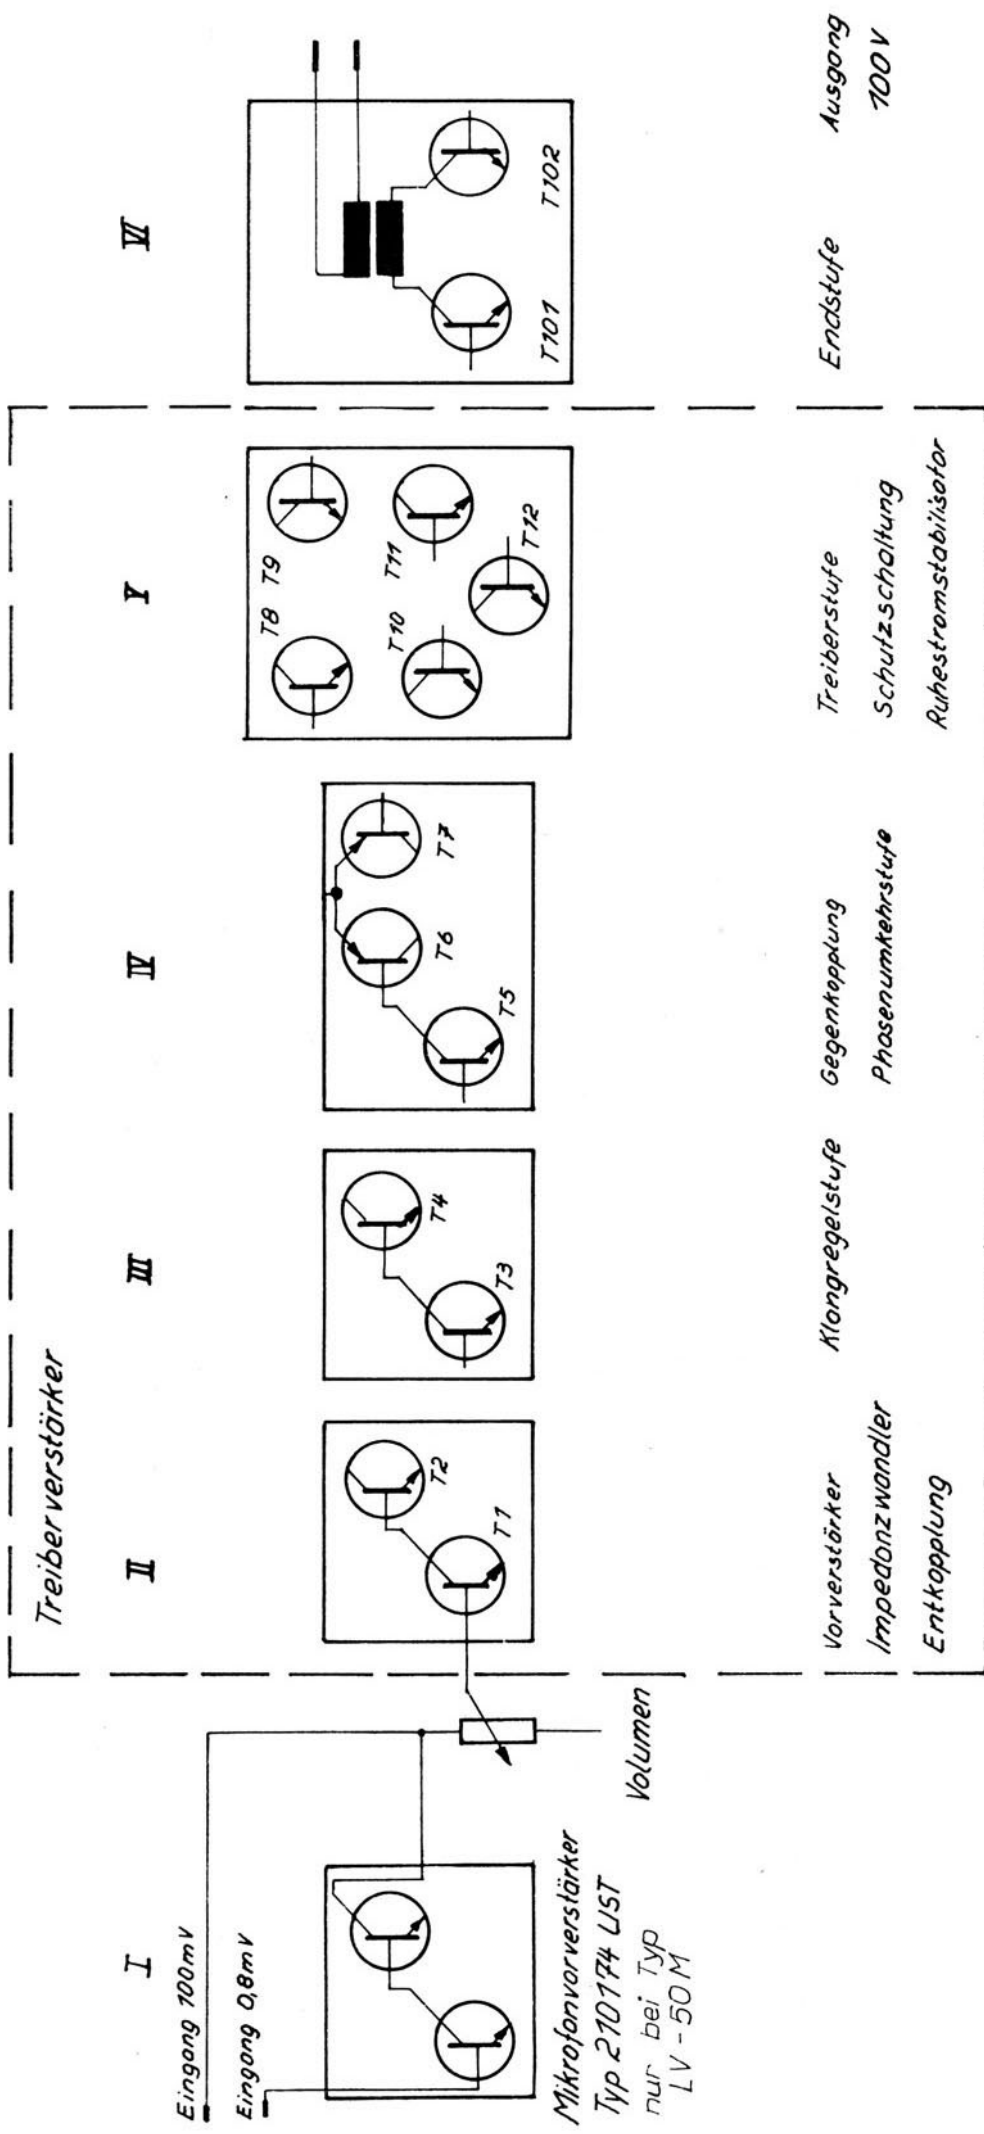 Treiberverstärker
I
II
III
IV
V
VI
Eingang 100mV
Eingang 0,8mV
T1
T2
T3
T4
T5
T6
T7
T8
T9
T10
T11
T12
T101
T102
Volumen
Mikrofonvorverstärker
Typ 210174 UST
nur bei Typ
LV-50M
Vorverstärker
Impedanzwandler
Entkopplung
Klangregelstufe
Gegenkopplung
Phasenumkehrstufe
Treiberstufe
Schutzschaltung
Ruhestromstabilisator
Endstufe
Ausgang
100V